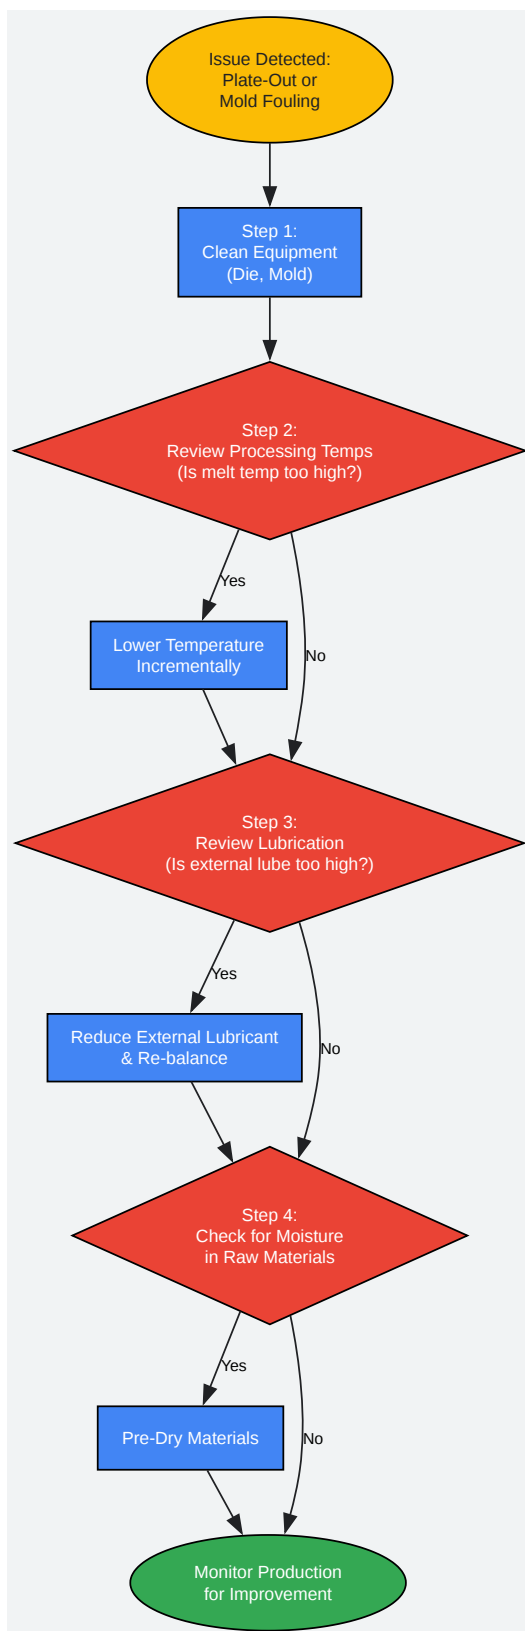 Issue Detected:
Plate-Out or
Mold Fouling
Step 1:
Clean Equipment
(Die, Mold)
Step 2:
Review Processing Temps
(Is melt temp too high?)
Yes
No
Lower Temperature
Incrementally
Step 3:
Review Lubrication
(Is external lube too high?)
Yes
No
Reduce External Lubricant
& Re-balance
Step 4:
Check for Moisture
in Raw Materials
Yes
No
Pre-Dry Materials
Monitor Production
for Improvement